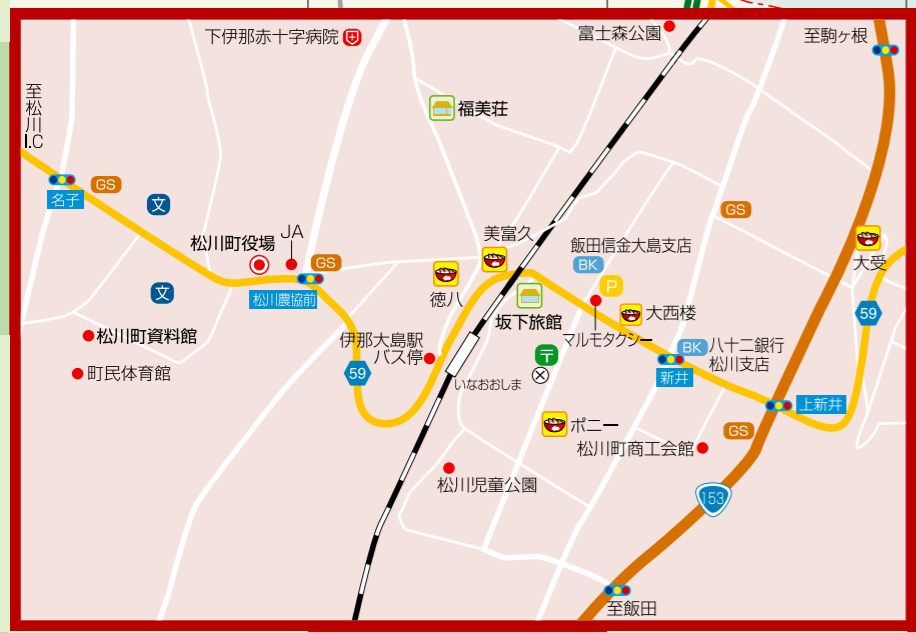 下伊那赤十字病院
富士森公園
至駒ヶ根
至松川I.C
福美荘
GS
名子
文
GS
松川町役場
JA
GS
美富久
飯田信金大島支店
BK
大受
松川農協前
徳八
P
文
坂下旅館
大西楼
59
マルモタクシー
松川町資料館
伊那大島駅
バス停
〒
BK
八十二銀行
松川支店
町民体育館
59
いなおおしま
新井
上新井
ポニー
GS
松川町商工会館
松川児童公園
153
至飯田